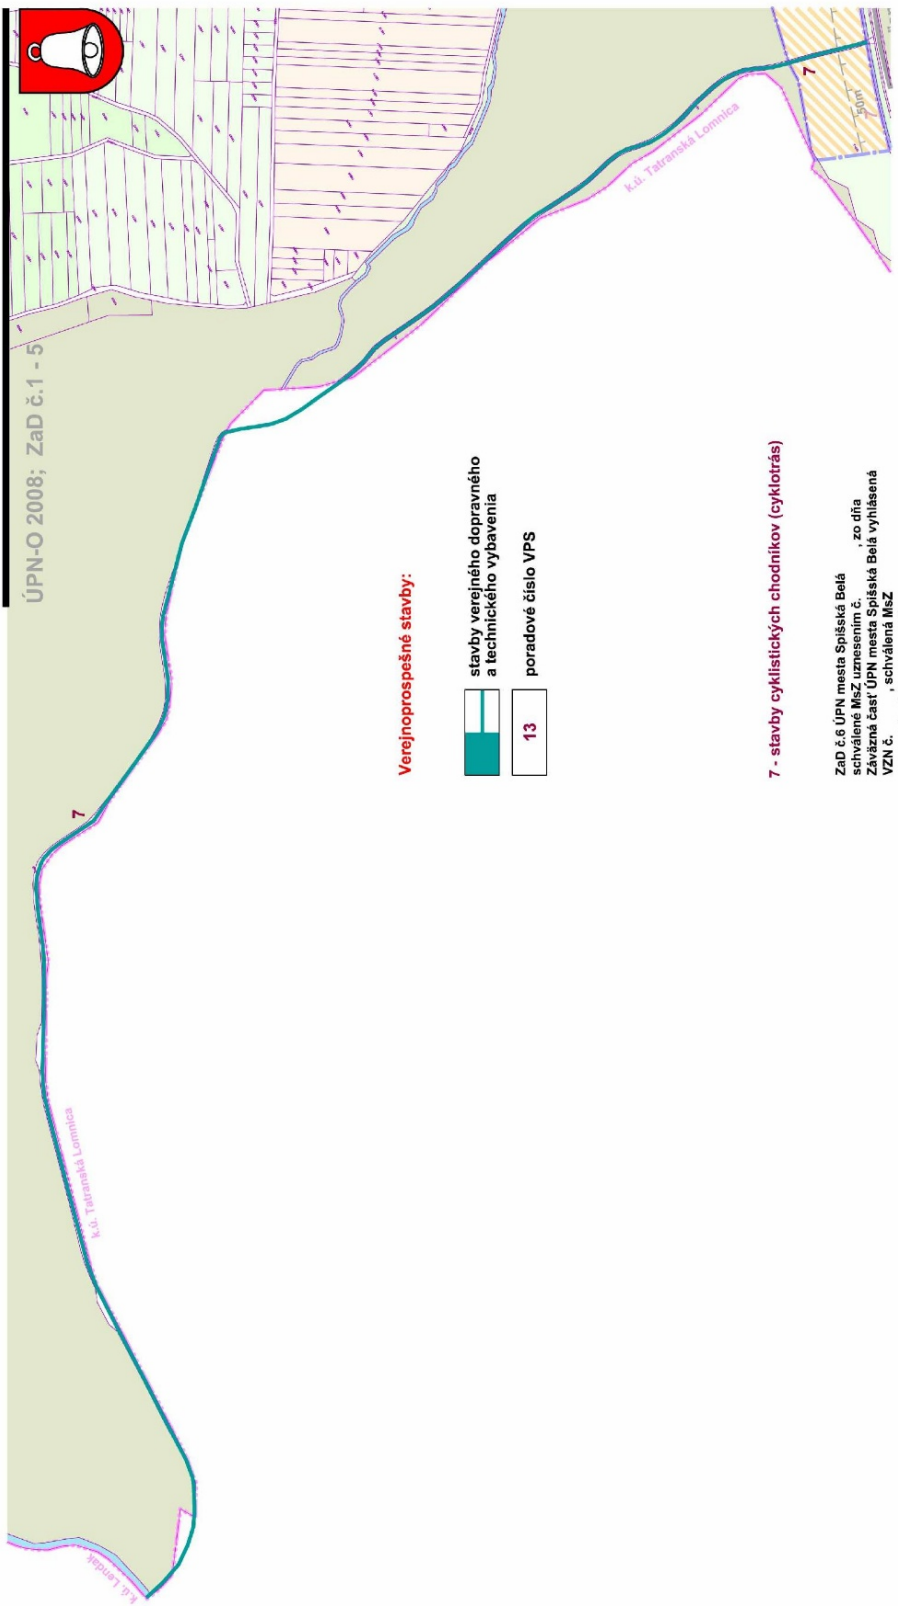 ÚPN-O 2008; ZaD č.1 - 5
k.ú. Lendak
k.ú. Tatranská Lomnica
7
k.ú. Tatranská Lomnica
7
50m
Verejnoprospešné stavby:
stavby verejného dopravného
a technického vybavenia
13
poradové číslo VPS
7 - stavby cyklistických chodníkov (cyklotrás)
ZaD č.6 ÚPN mesta Spišská Belá
schválené MsZ uznesením č. , zo dňa
Záväzná časť ÚPN mesta Spišská Belá vyhlásená
VZN č. , schválená MsZ